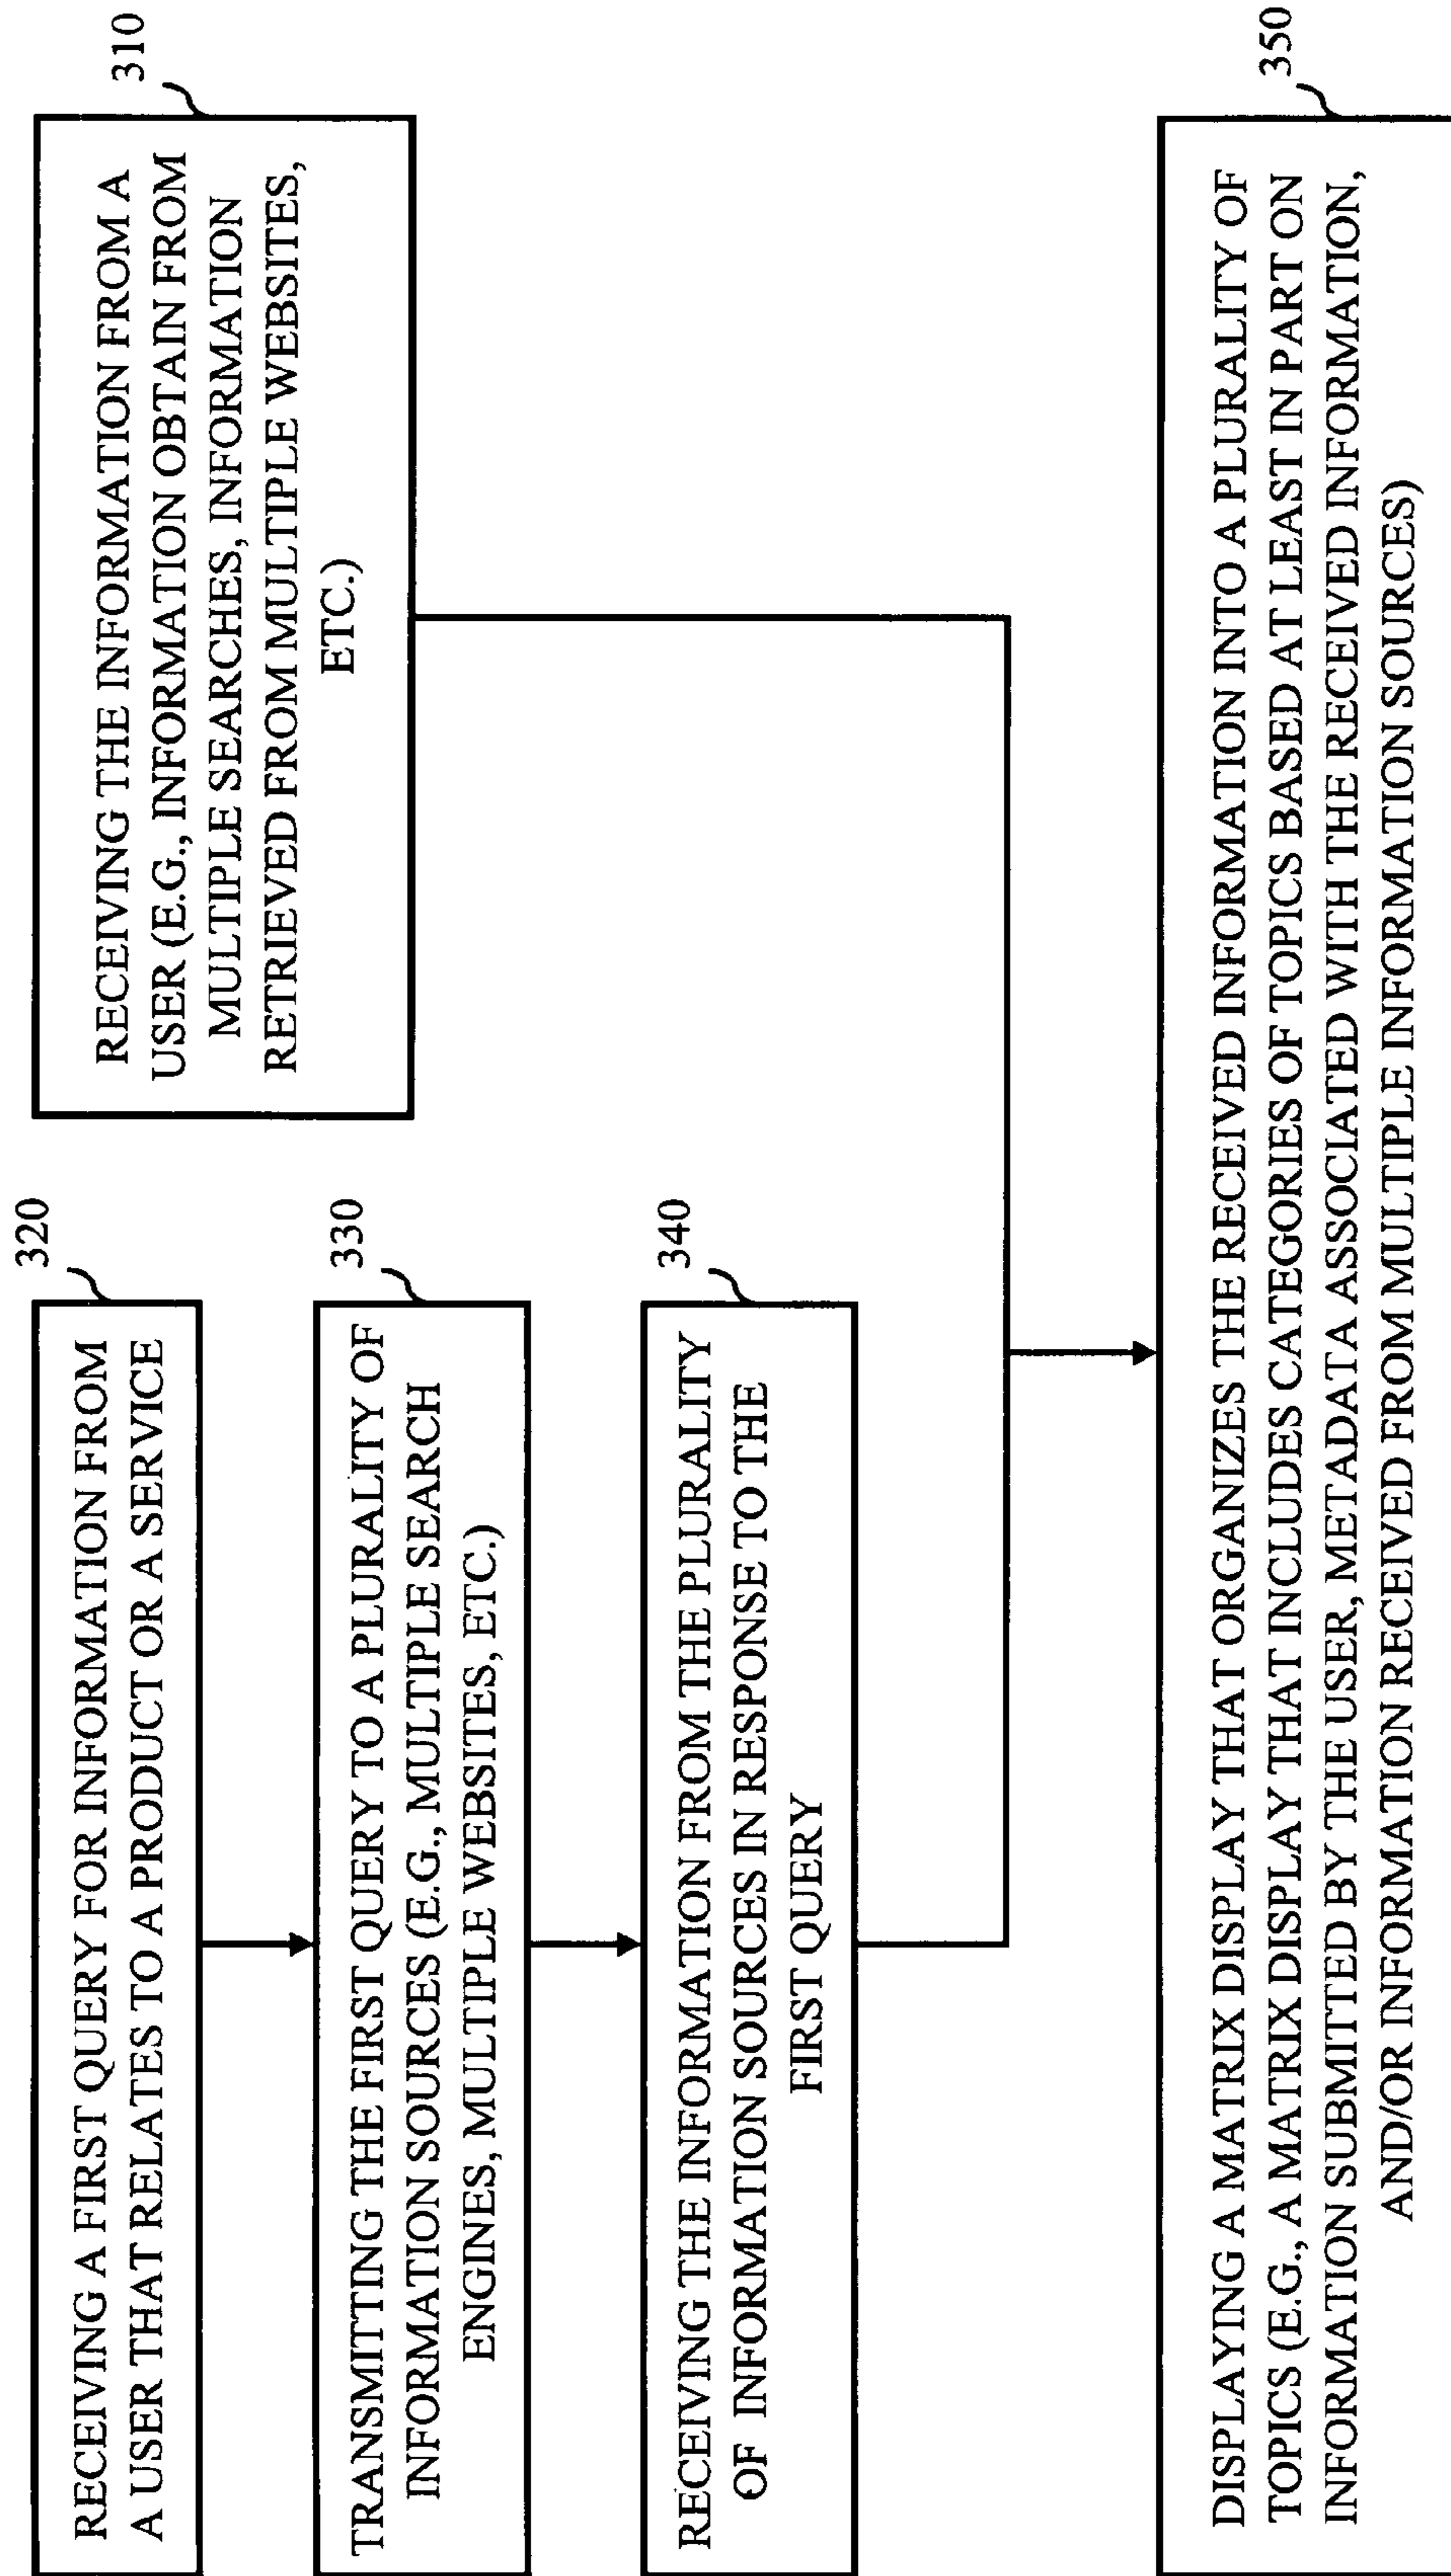 320
RECEIVING A FIRST QUERY FOR INFORMATION FROM
A USER THAT RELATES TO A PRODUCT OR A SERVICE
330
TRANSMITTING THE FIRST QUERY TO A PLURALITY OF
INFORMATION SOURCES (E.G., MULTIPLE SEARCH
ENGINES, MULTIPLE WEBSITES, ETC.)
340
RECEIVING THE INFORMATION FROM THE PLURALITY
OF INFORMATION SOURCES IN RESPONSE TO THE
FIRST QUERY
310
RECEIVING THE INFORMATION FROM A
USER (E.G., INFORMATION OBTAIN FROM
MULTIPLE SEARCHES, INFORMATION
RETRIEVED FROM MULTIPLE WEBSITES,
ETC.)
350
DISPLAYING A MATRIX DISPLAY THAT ORGANIZES THE RECEIVED INFORMATION INTO A PLURALITY OF
TOPICS (E.G., A MATRIX DISPLAY THAT INCLUDES CATEGORIES OF TOPICS BASED AT LEAST IN PART ON
INFORMATION SUBMITTED BY THE USER, METADATA ASSOCIATED WITH THE RECEIVED INFORMATION,
AND/OR INFORMATION RECEIVED FROM MULTIPLE INFORMATION SOURCES)